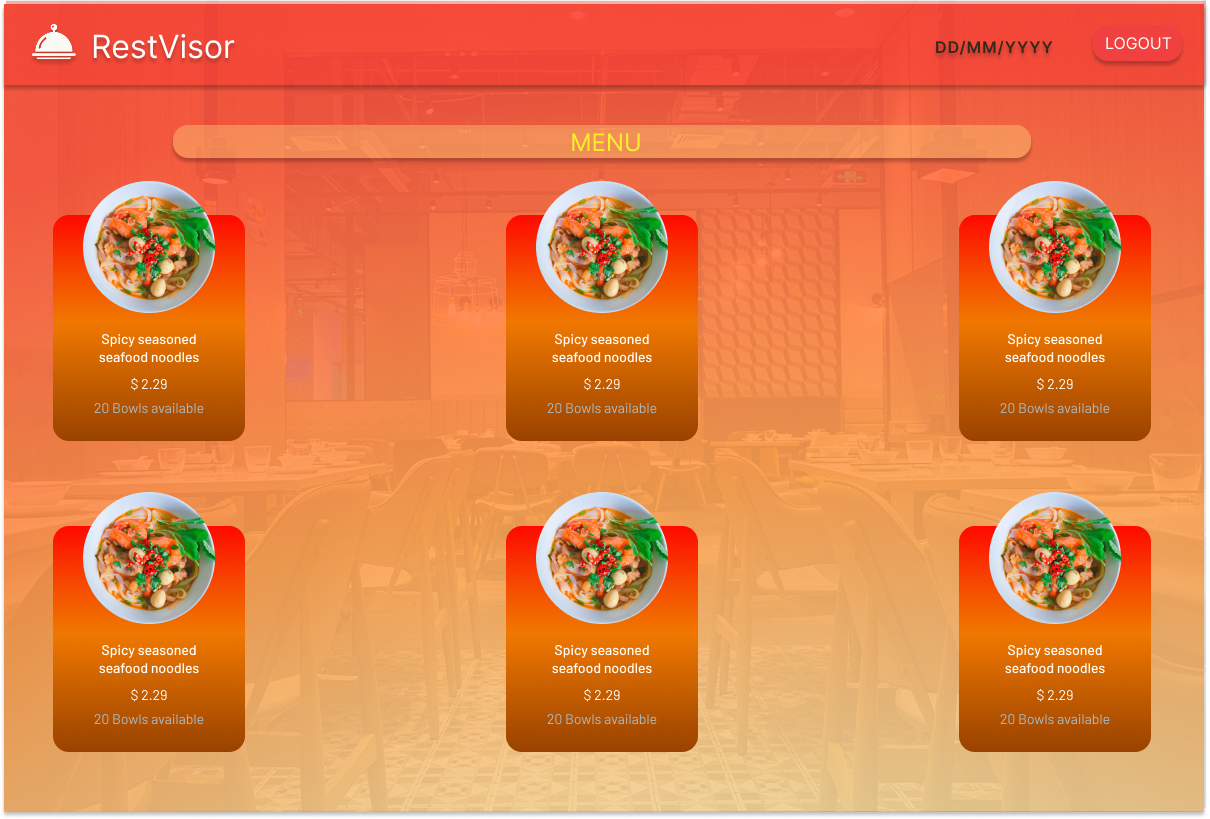 RestVisor
DD/MM/YYYY
LOGOUT
MENU
Spicy seasoned
seafood noodles
$ 2.29
20 Bowls available
Spicy seasoned
seafood noodles
$ 2.29
20 Bowls available
Spicy seasoned
seafood noodles
$ 2.29
20 Bowls available
Spicy seasoned
seafood noodles
$ 2.29
20 Bowls available
Spicy seasoned
seafood noodles
$ 2.29
20 Bowls available
Spicy seasoned
seafood noodles
$ 2.29
20 Bowls available